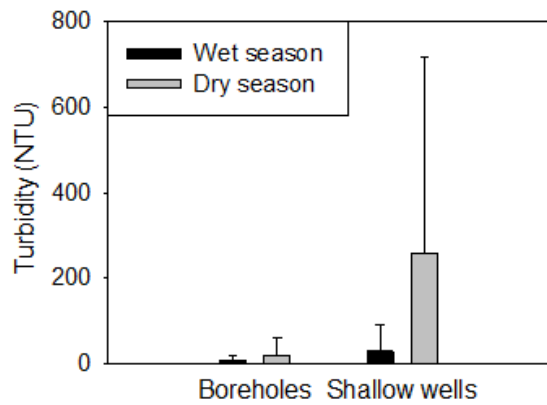 800
600
400
200
0
Turbidity (NTU)
Wet season
Dry season
Boreholes Shallow wells